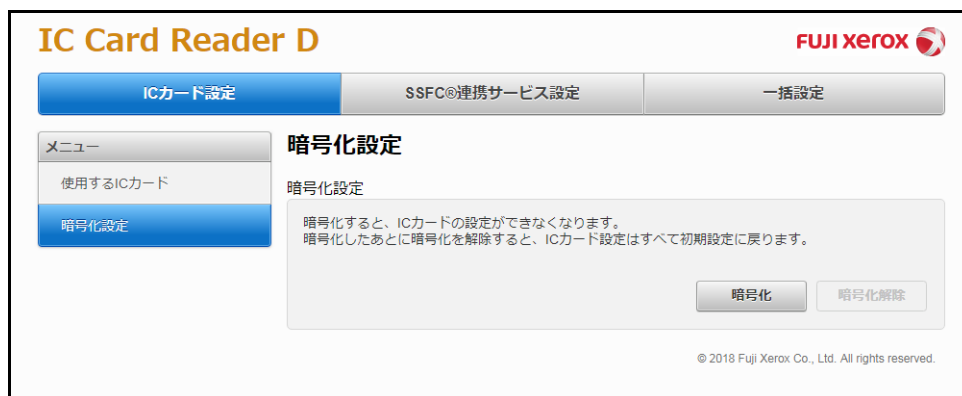 IC Card Reader D
FUJI xerox
ICカード設定
SSFC®連携サービス設定
一括設定
メニュー
使用するICカード
暗号化設定
暗号化設定
暗号化設定
暗号化すると、ICカードの設定ができなくなります。
暗号化したあとに暗号化を解除すると、ICカード設定はすべて初期設定に戻ります。
暗号化
暗号化解除
© 2018 Fuji Xerox Co., Ltd. All rights reserved.